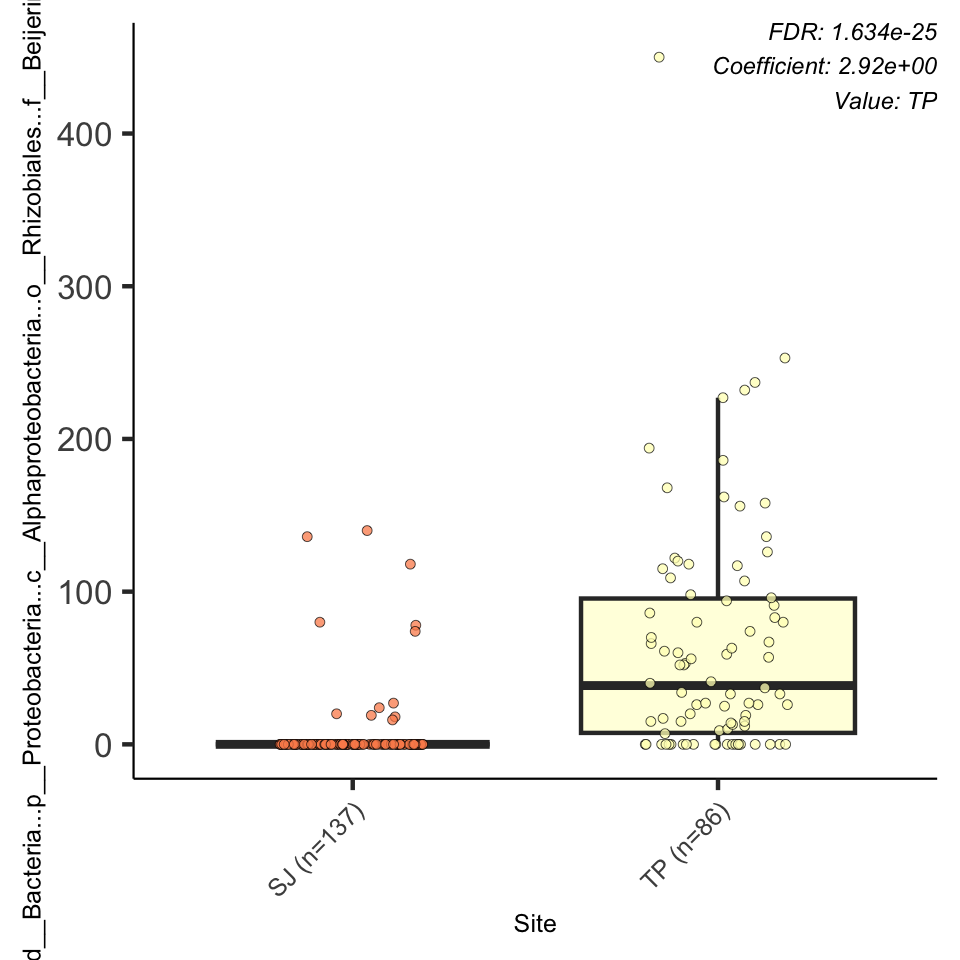 FDR: 1.634e-25
Coefficient: 2.92e+00
Value: TP
d__Bacteria...p__Proteobacteria...c__Alphaproteobacteria...o__Rhizobiales...f__Beijeri
400
300
200
100
0
SJ (n=137)
TP (n=86)
Site